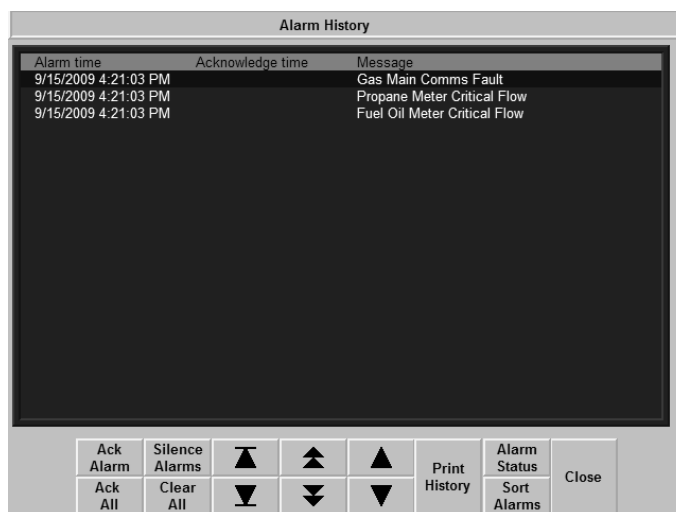 Alarm History
Alarm time Acknowledge time Message
9/15/2009 4:21:03 PM Gas Main Comms Fault
9/15/2009 4:21:03 PM Propane Meter Critical Flow
9/15/2009 4:21:03 PM Fuel Oil Meter Critical Flow
Ack
Alarm
Silence
Alarms
Ack
All
Clear
All
Print
History
Alarm
Status
Sort
Alarms
Close